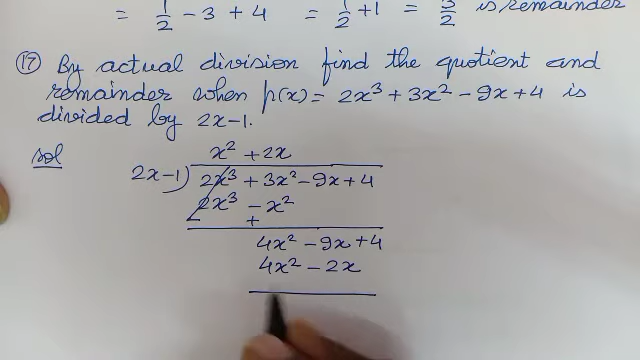 = 1/2 - 3 + 4 = 1/2 + 1 = 3/2 is remainder
(17) By actual division find the quotient and
remainder when p(x) = 2x³ + 3x² - 9x + 4 is
divided by 2x-1.
Sol x² + 2x
2x-1) 2x³ + 3x² - 9x + 4
2x³ - x²
- +
4x² - 9x + 4
4x² - 2x